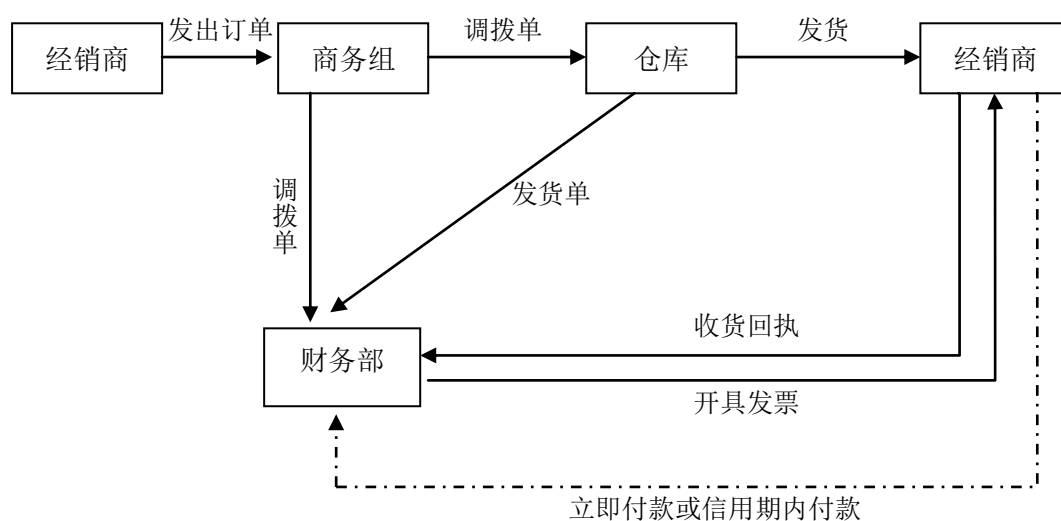 发出订单
调拨单
发货
经销商
商务组
仓库
经销商
调拨单
发货单
收货回执
财务部
开具发票
立即付款或信用期内付款